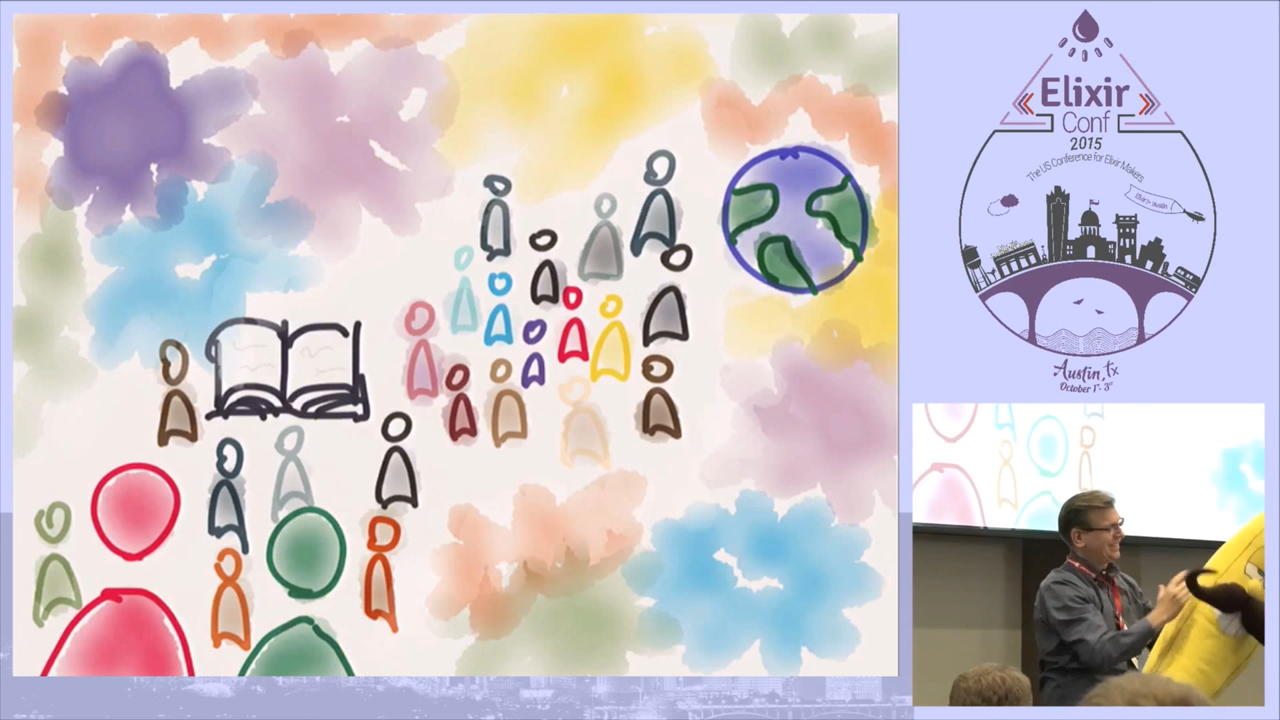 Elixir
Conf
2015
The US Conference for Elixir Makers
Austin, Tx
October 1st - 3rd